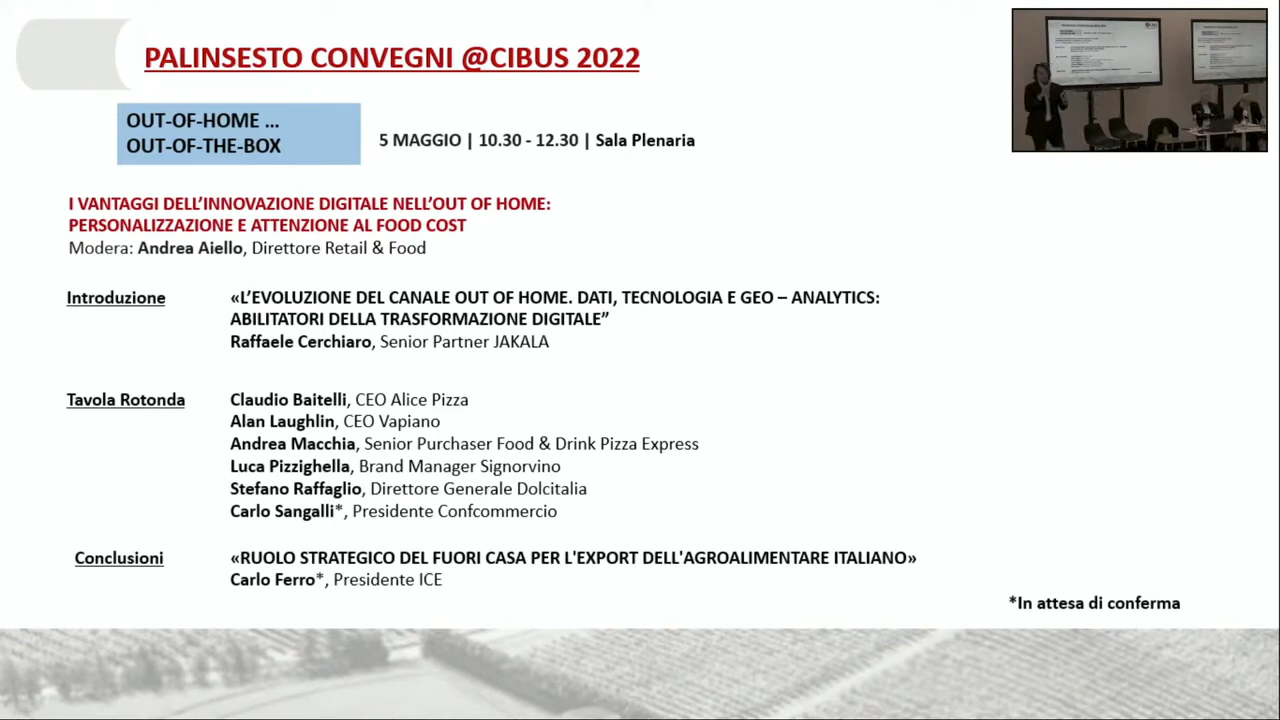 PALINSESTO CONVEGNI @CIBUS 2022
OUT-OF-HOME ...
OUT-OF-THE-BOX
5 MAGGIO | 10.30 - 12.30 | Sala Plenaria
I VANTAGGI DELL’INNOVAZIONE DIGITALE NELL’OUT OF HOME:
PERSONALIZZAZIONE E ATTENZIONE AL FOOD COST
Modera: Andrea Aiello, Direttore Retail & Food
Introduzione
«L’EVOLUZIONE DEL CANALE OUT OF HOME. DATI, TECNOLOGIA E GEO – ANALYTICS:
ABILITATORI DELLA TRASFORMAZIONE DIGITALE”
Raffaele Cerchiaro, Senior Partner JAKALA
Tavola Rotonda
Claudio Baitelli, CEO Alice Pizza
Alan Laughlin, CEO Vapiano
Andrea Macchia, Senior Purchaser Food & Drink Pizza Express
Luca Pizzighella, Brand Manager Signorvino
Stefano Raffaglio, Direttore Generale Dolcitalia
Carlo Sangalli*, Presidente Confcommercio
Conclusioni
«RUOLO STRATEGICO DEL FUORI CASA PER L'EXPORT DELL'AGROALIMENTARE ITALIANO»
Carlo Ferro*, Presidente ICE
*In attesa di conferma